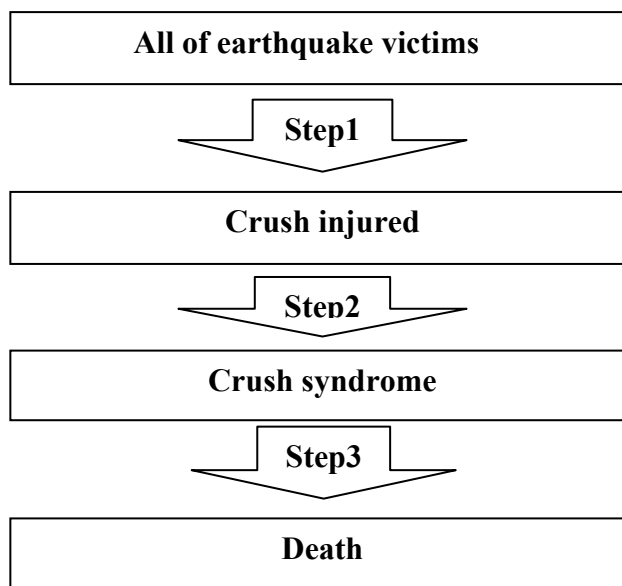 All of earthquake victims
Step1
Crush injured
Step2
Crush syndrome
Step3
Death